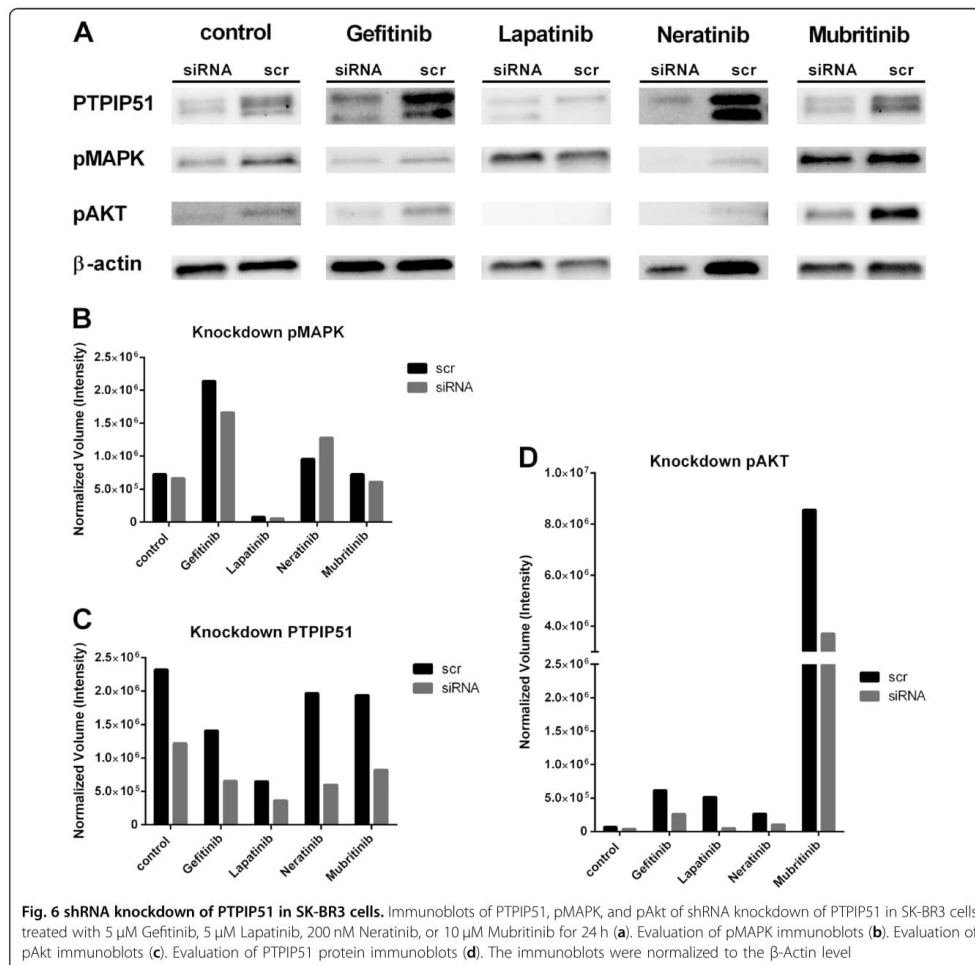 A
control Gefitinib Lapatinib Neratinib Mubritinib
siRNA scr siRNA scr siRNA scr siRNA scr siRNA scr
PTPIP51
pMAPK
pAKT
β-actin
B
Knockdown pMAPK
Normalized Volume (Intensity)
2.5×10⁶
2.0×10⁶
1.5×10⁶
1.0×10⁶
5.0×10⁵
0
control Gefitinib Lapatinib Neratinib Mubritinib
scr
siRNA
C
Knockdown PTPIP51
Normalized Volume (Intensity)
2.5×10⁶
2.0×10⁶
1.5×10⁶
1.0×10⁶
5.0×10⁵
0
control Gefitinib Lapatinib Neratinib Mubritinib
scr
siRNA
D
Knockdown pAKT
Normalized Volume (Intensity)
1.0×10⁷
8.0×10⁶
6.0×10⁶
4.0×10⁶
2.5×10⁶
2.0×10⁶
1.5×10⁶
1.0×10⁶
5.0×10⁵
0
control Gefitinib Lapatinib Neratinib Mubritinib
scr
siRNA
Fig. 6 shRNA knockdown of PTPIP51 in SK-BR3 cells. Immunoblots of PTPIP51, pMAPK, and pAkt of shRNA knockdown of PTPIP51 in SK-BR3 cells
treated with 5 μM Gefitinib, 5 μM Lapatinib, 200 nM Neratinib, or 10 μM Mubritinib for 24 h (a). Evaluation of pMAPK immunoblots (b). Evaluation of
pAkt immunoblots (c). Evaluation of PTPIP51 protein immunoblots (d). The immunoblots were normalized to the β-Actin level